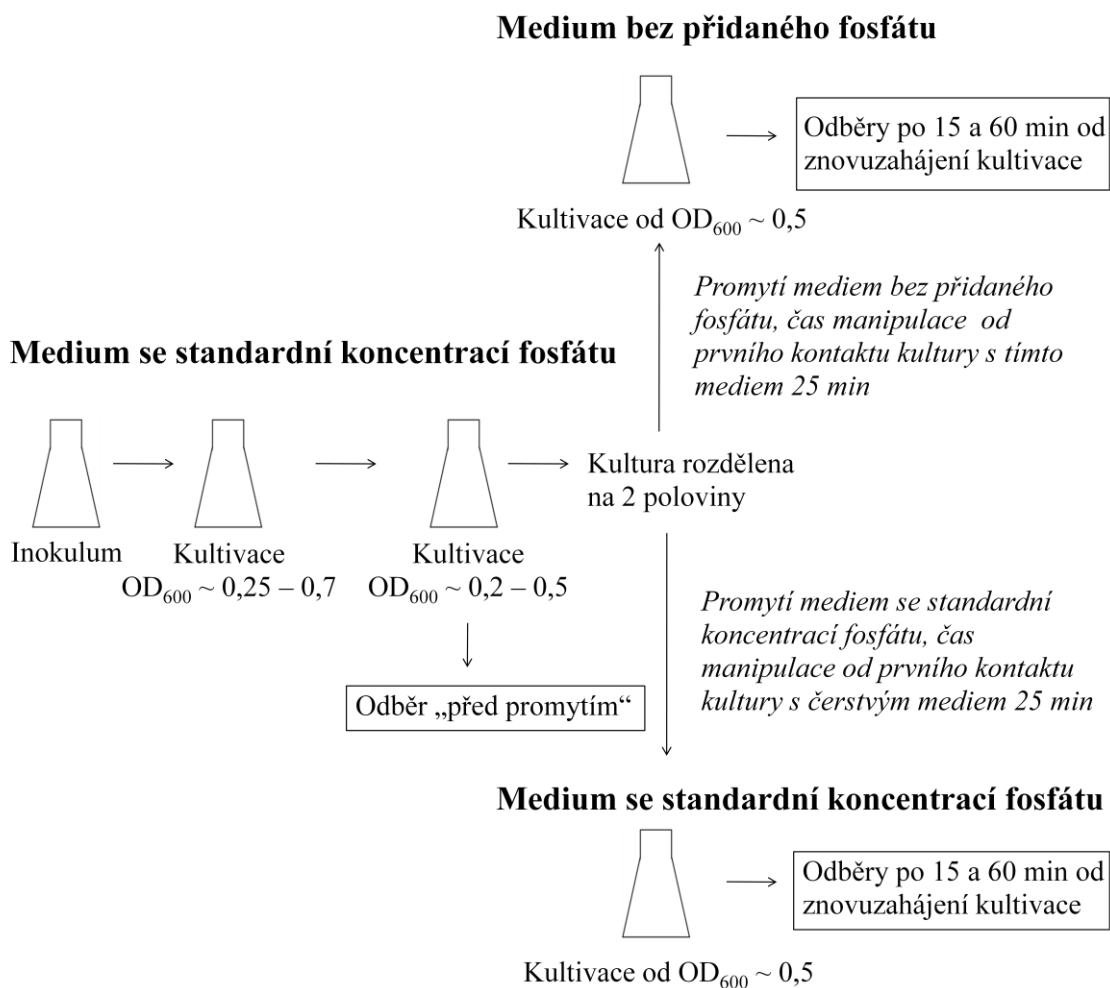 Medium bez přidaného fosfátu
Odběry po 15 a 60 min od
znovuzahájení kultivace
Kultivace od OD₆₀₀ ~ 0,5
Promytí mediem bez přidaného
fosfátu, čas manipulace od
prvního kontaktu kultury s tímto
mediem 25 min
Medium se standardní koncentrací fosfátu
Kultura rozdělena
na 2 poloviny
Inokulum
Kultivace
OD₆₀₀ ~ 0,25 – 0,7
Kultivace
OD₆₀₀ ~ 0,2 – 0,5
Odběr „před promytím“
Promytí mediem se standardní
koncentrací fosfátu, čas
manipulace od prvního kontaktu
kultury s čerstvým mediem 25 min
Medium se standardní koncentrací fosfátu
Odběry po 15 a 60 min od
znovuzahájení kultivace
Kultivace od OD₆₀₀ ~ 0,5